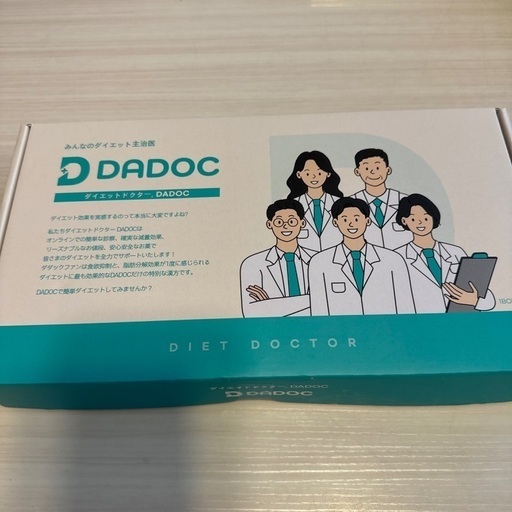 みんなのダイエット主治医
DADOC
ダイエットドクター, DADOC
ダイエット効果を実感するのって本当に大変ですよね!
私たちダイエットドクター DADOCは
オンラインでの簡単な診察、確実な減量効果、
リーズナブルなお値段、安心安全なお薬で
皆さまのダイエットを全力でサポートいたします!
ダダックファンは食欲抑制と、脂肪分解効果が1度に感じられる
ダイエットに最も効果的なDADOCだけの特別な漢方です。
DADOCで簡単ダイエットしてみませんか?
180
DIET DOCTOR
ダイエットドクター, DADOC
DADOC